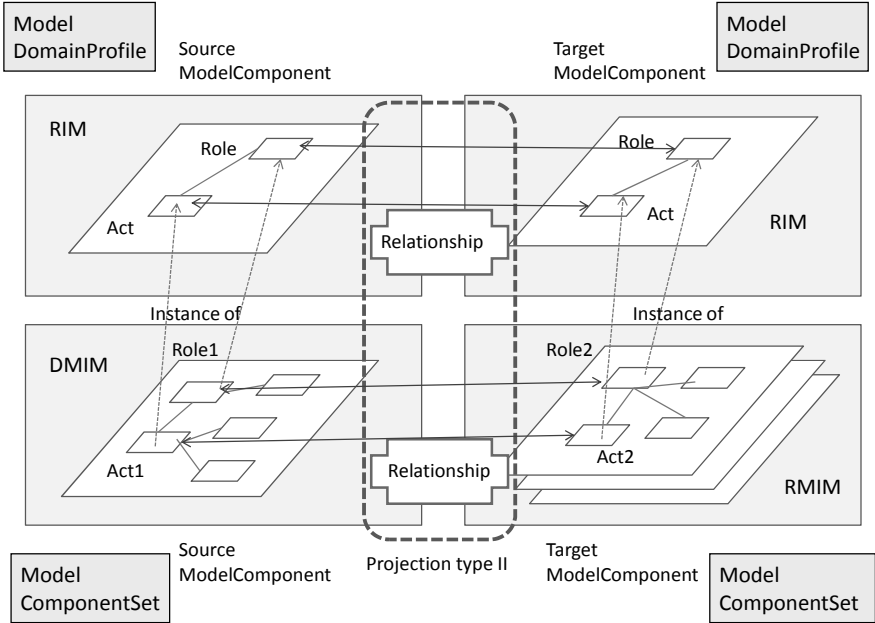 Model
DomainProfile
Source
ModelComponent
Target
ModelComponent
Model
DomainProfile
RIM
Role
Act
Role
Act
RIM
Relationship
Instance of
Instance of
DMIM
Role1
Act1
Role2
Act2
RMIM
Relationship
Source
ModelComponent
Projection type II
Target
ModelComponent
Model
ComponentSet
Model
ComponentSet